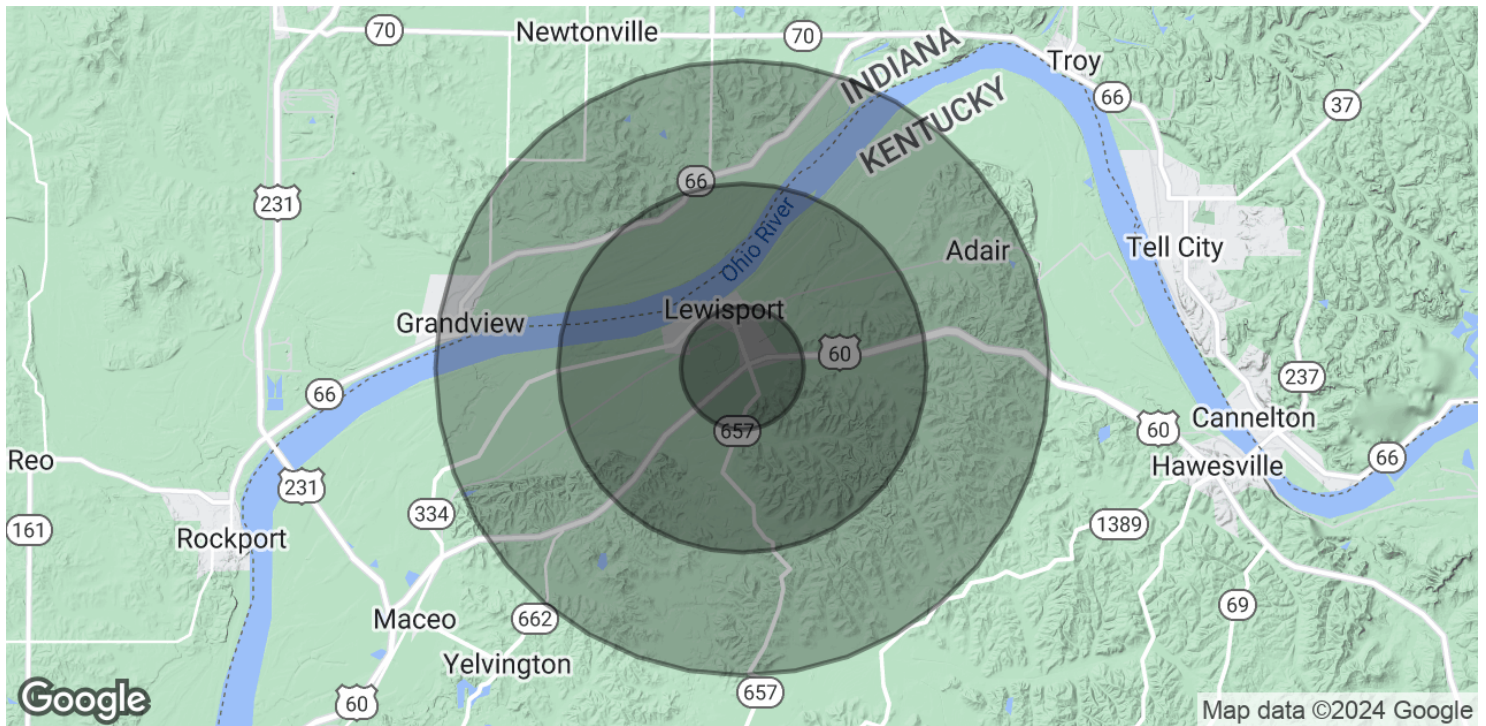 70
Newtonville
70
INDIANA
Troy
66
37
KENTUCKY
66
231
Ohio River
Adair
Tell City
Lewisport
Grandview
60
237
66
Cannelton
657
60
Reo
66
Hawesville
231
334
161
1389
Rockport
69
Maceo
662
Yelvington
657
60
Google
Map data ©2024 Google